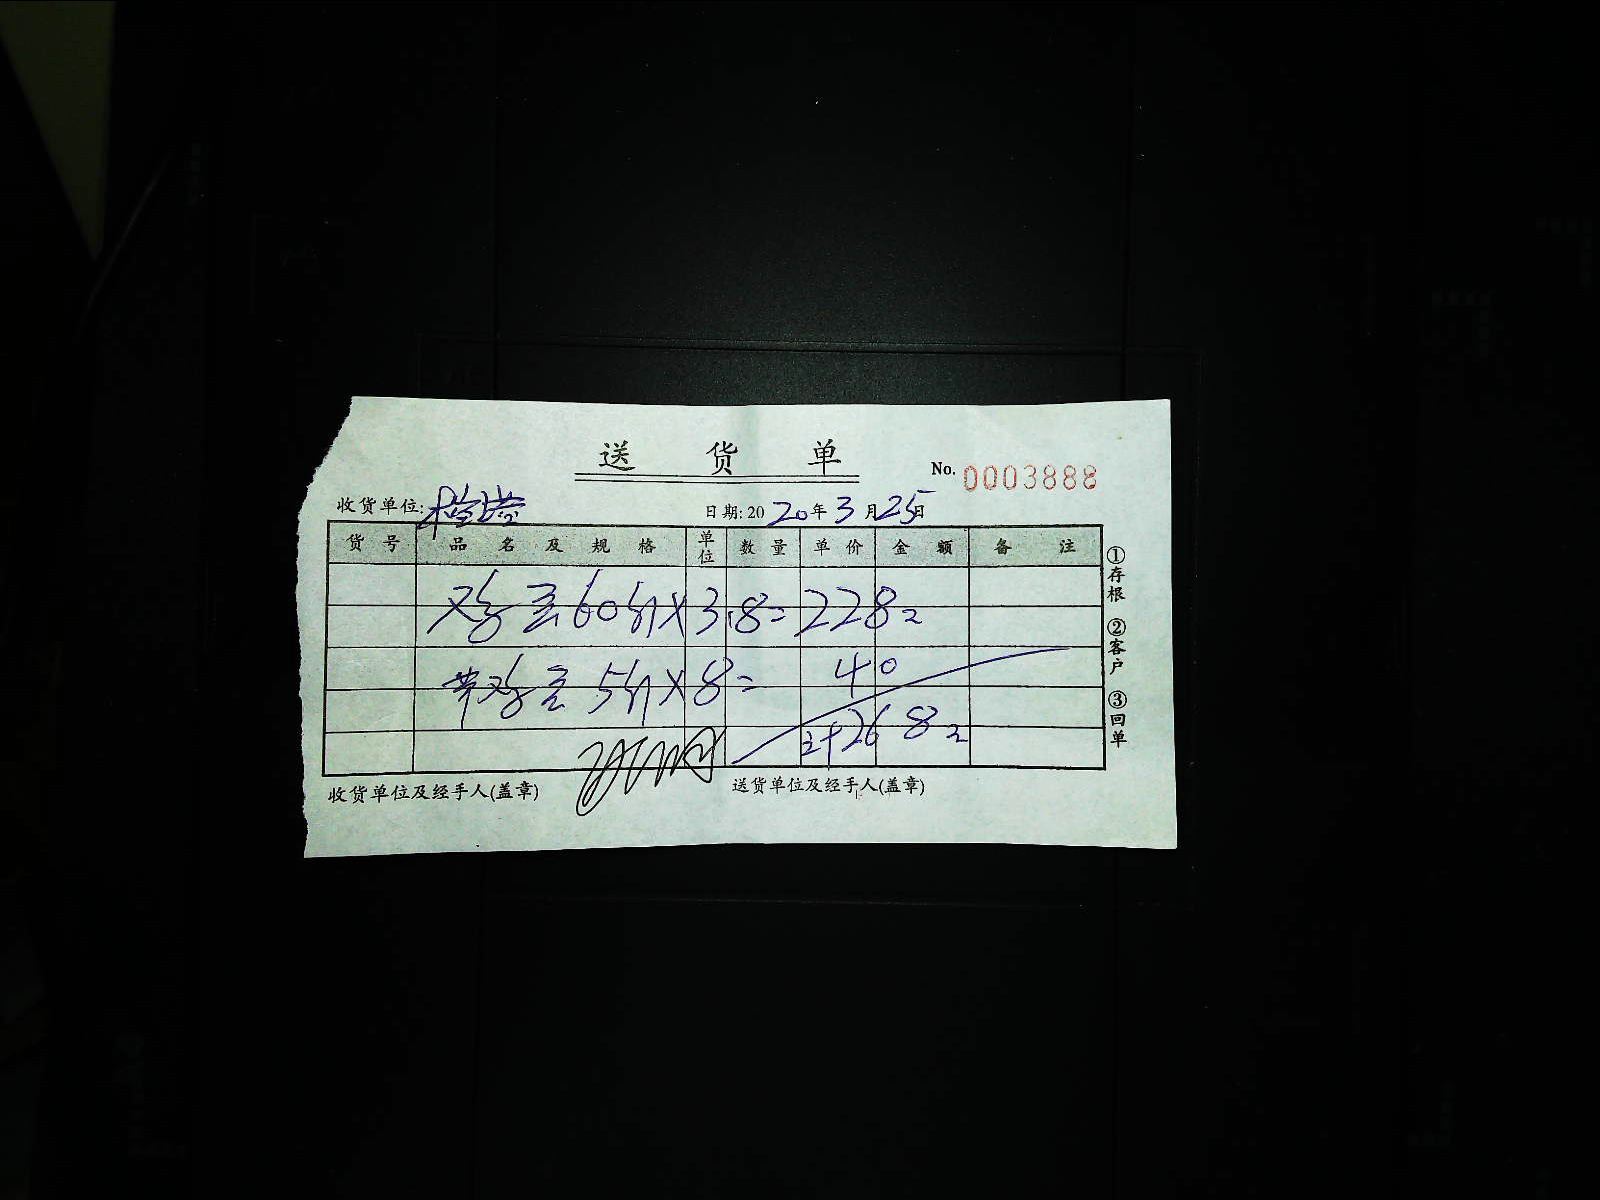 送 货 单
No. 0003888
收货单位:
日期: 2020年3月25日
货号 品名及规格 单位 数量 单价 金额 备注
鸡蛋60斤×3.8=228元
鸡蛋 5斤×8= 40
计268元
收货单位及经手人(盖章) 送货单位及经手人(盖章)
①存根 ②客户 ③回单